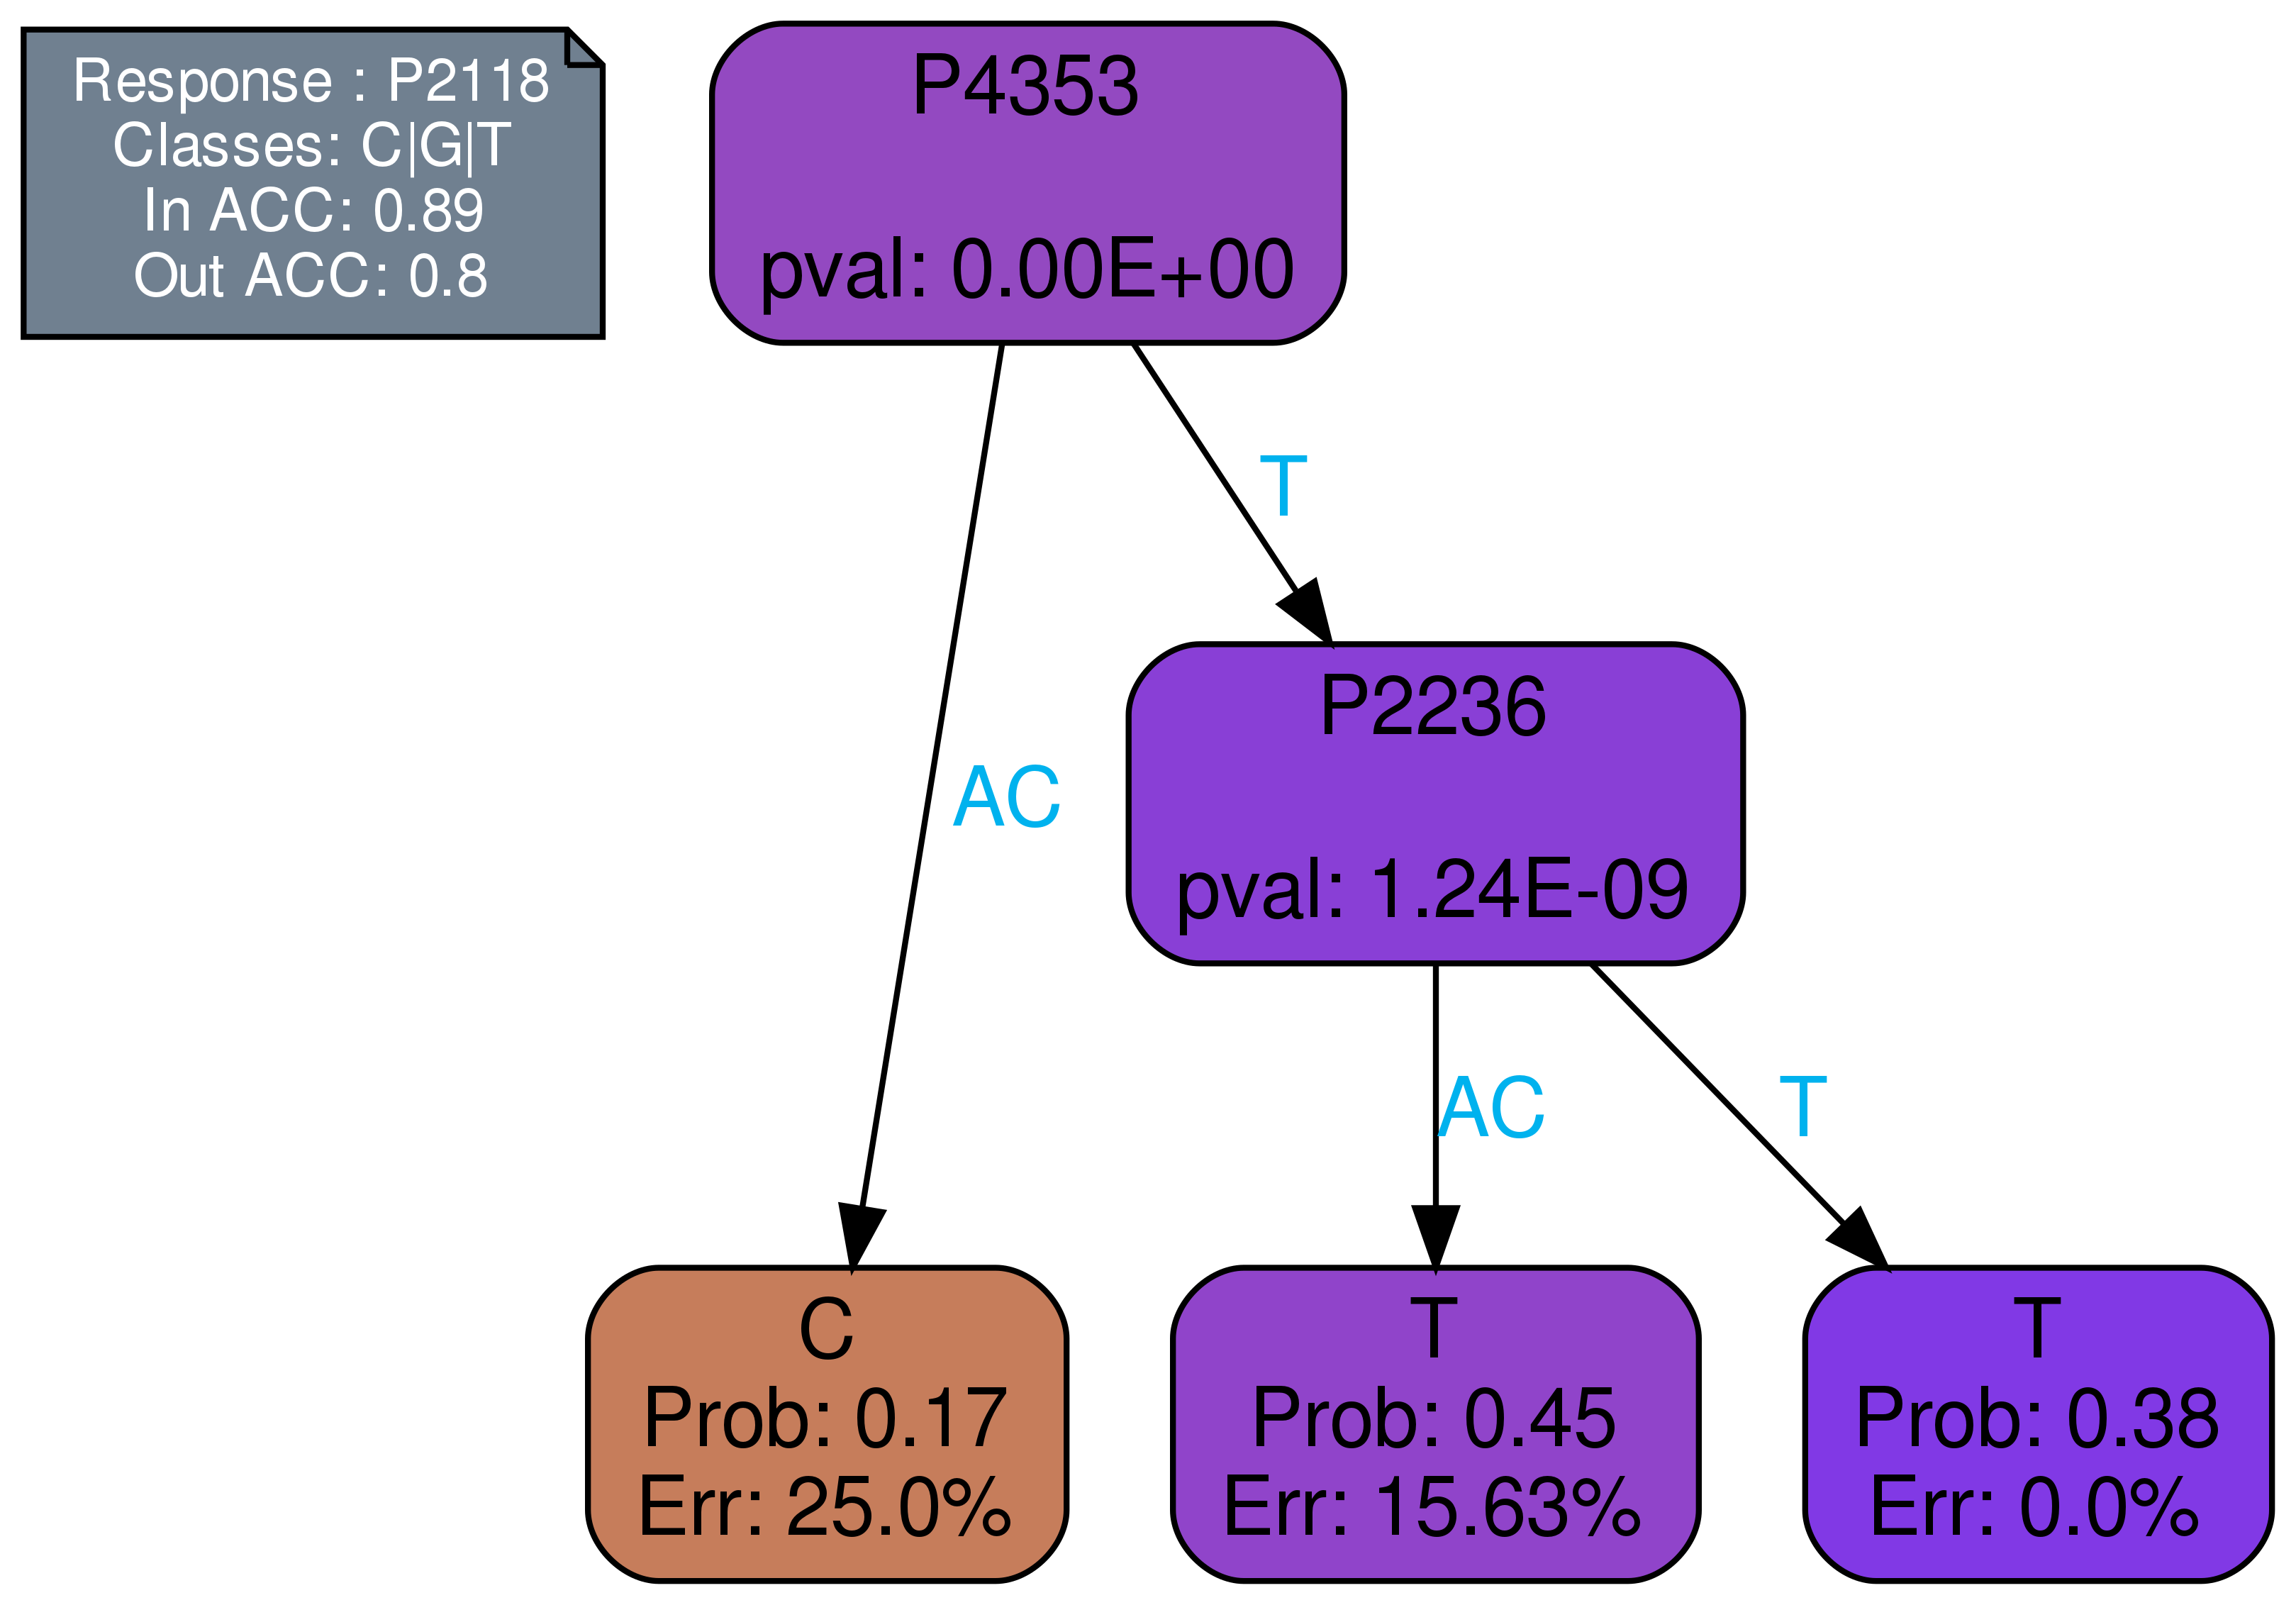 Response : P2118
Classes: C|G|T
In ACC: 0.89
Out ACC: 0.8
P4353
pval: 0.00E+00
T
P2236
pval: 1.24E-09
AC
AC
T
C
Prob: 0.17
Err: 25.0%
T
Prob: 0.45
Err: 15.63%
T
Prob: 0.38
Err: 0.0%